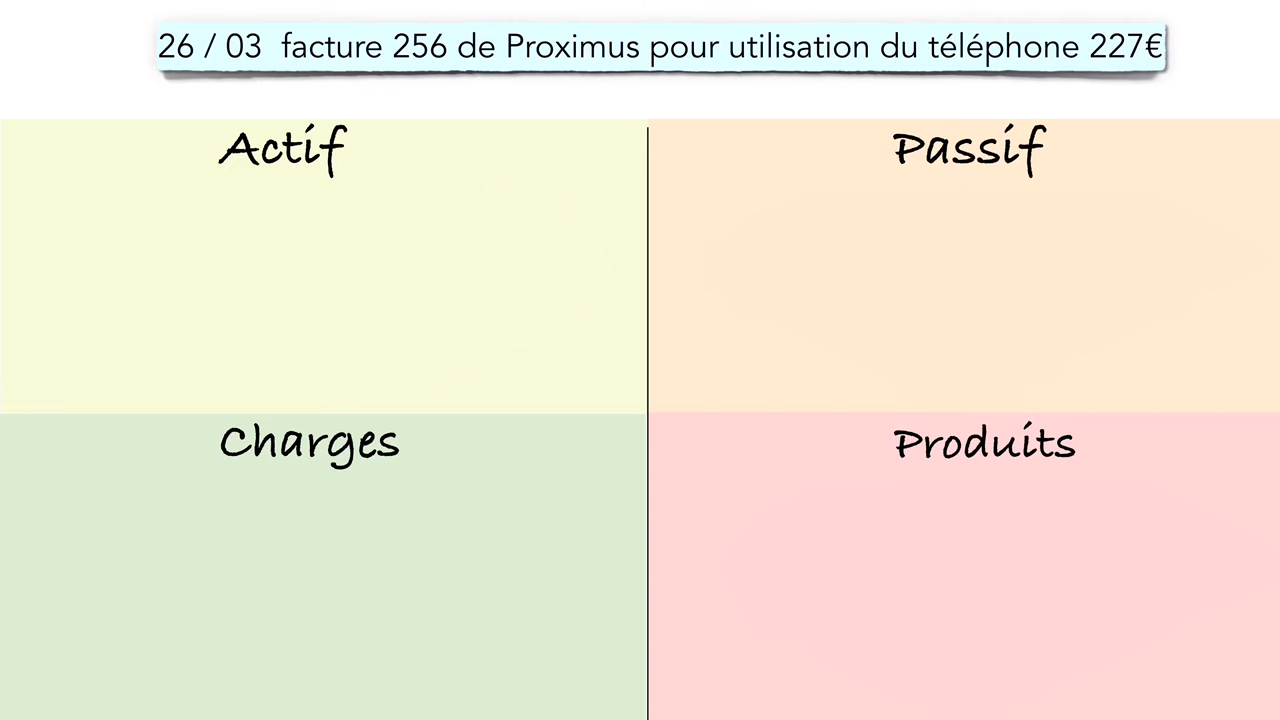 26 / 03 facture 256 de Proximus pour utilisation du téléphone 227€
Actif
Passif
Charges
Produits